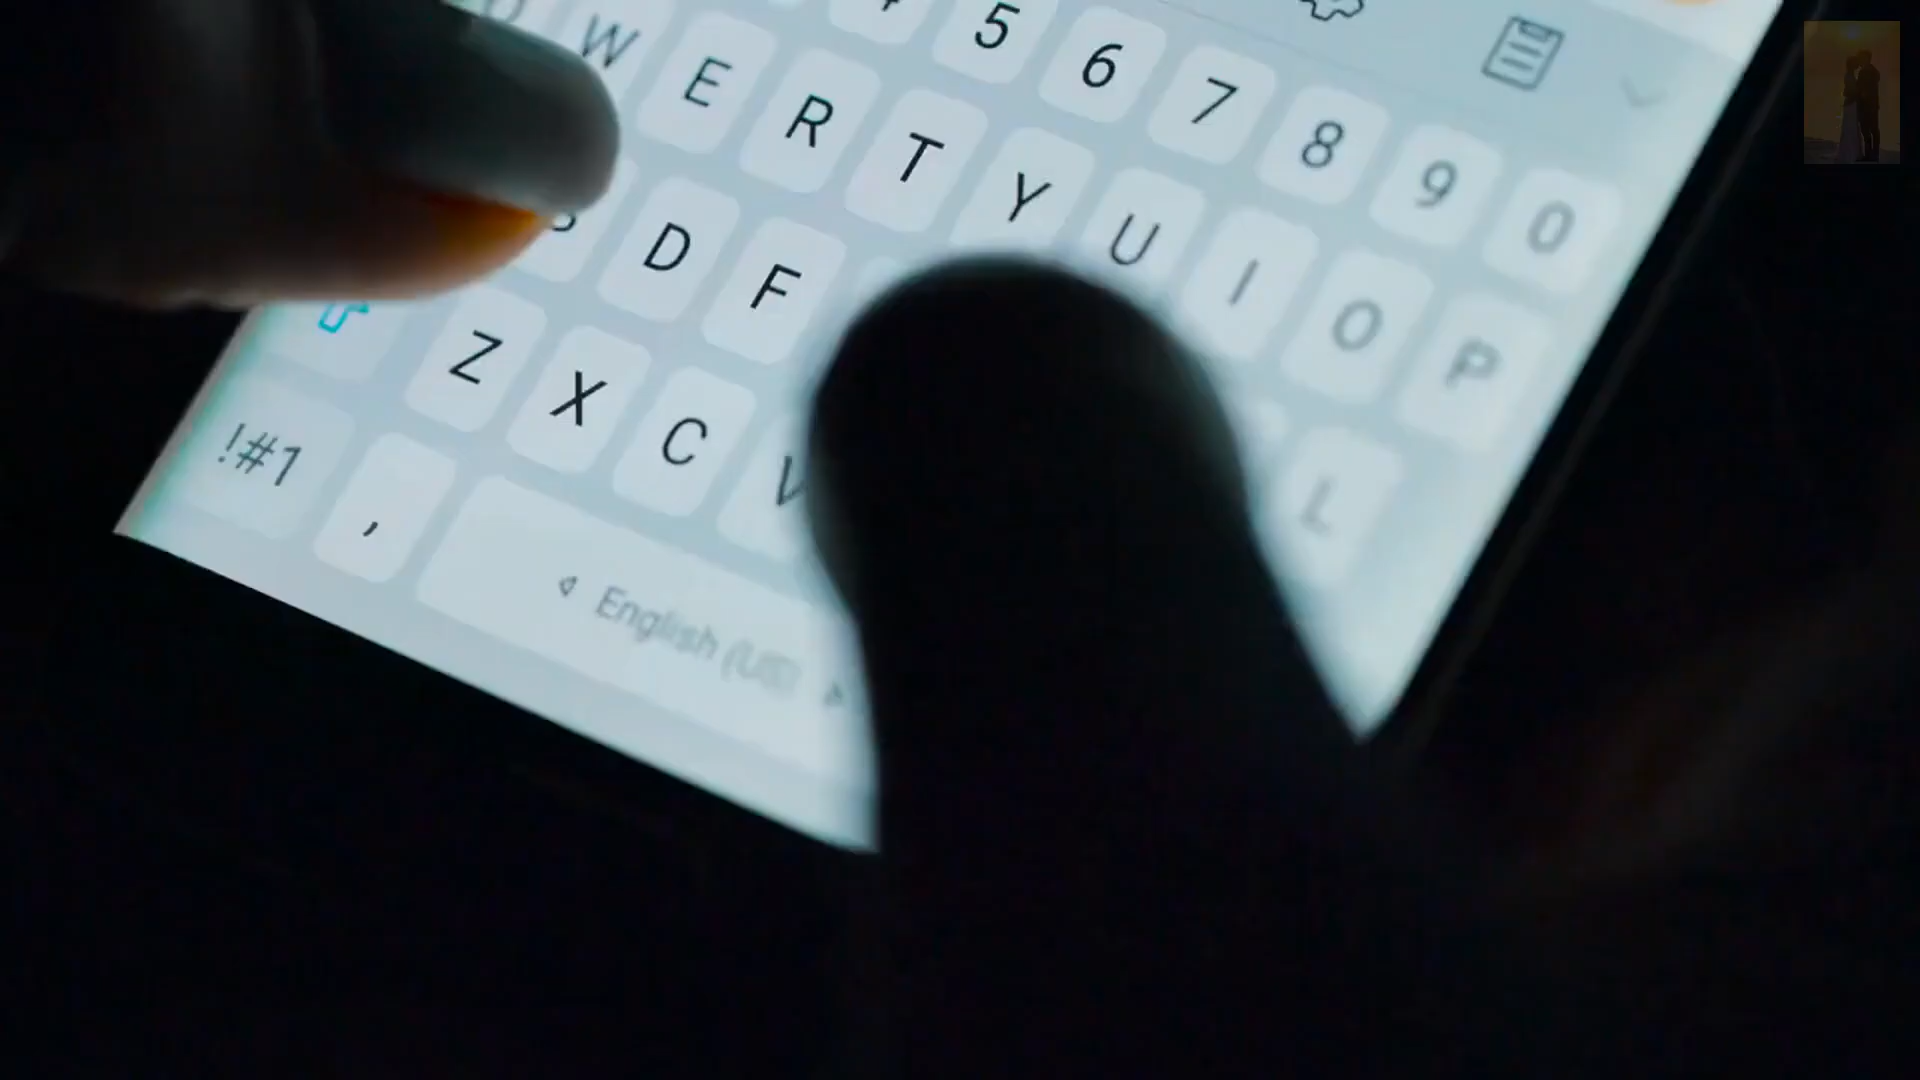 5 6 7 8 9 0
W E R T Y U I O P
D F L
Z X C V
!#1 , English (US)